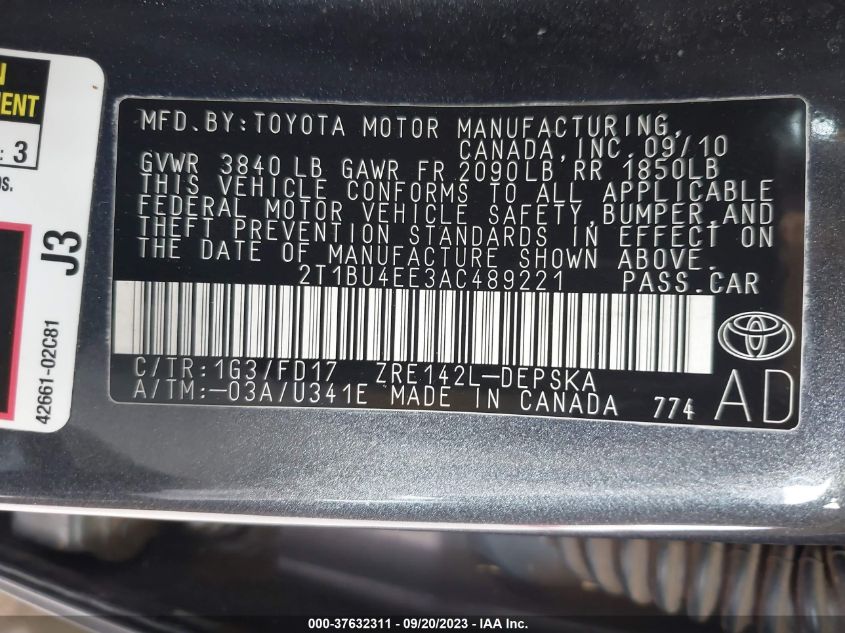 MFD.BY:TOYOTA MOTOR MANUFACTURING,
CANADA,INC. 09/10
GVWR 3840 LB GAWR FR 2090LB RR 1850LB
THIS VEHICLE CONFORMS TO ALL APPLICABLE
FEDERAL MOTOR VEHICLE SAFETY,BUMPER,AND
THEFT PREVENTION STANDARDS IN EFFECT ON
THE DATE OF MANUFACTURE SHOWN ABOVE.
2T1BU4EE3AC489221 PASS.CAR
C/TR:1G3/FD17 ZRE142L-DEPSKA
A/TM:-03A/U341E MADE IN CANADA 774
AD
: 3
J3
42661-02C81
000-37632311 - 09/20/2023 - IAA Inc.